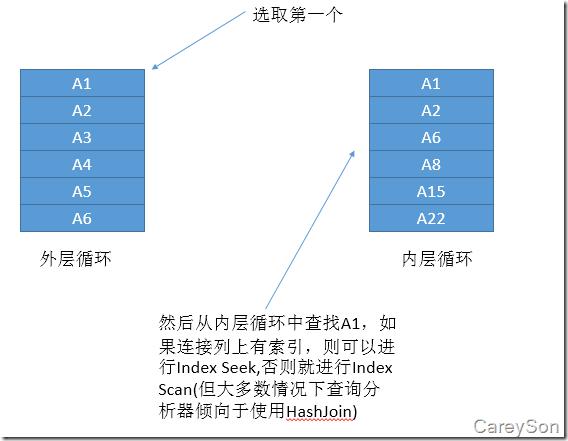 选取第一个
A1
A2
A3
A4
A5
A6
外层循环
A1
A2
A6
A8
A15
A22
内层循环
然后从内层循环中查找A1，如
果连接列上有索引，则可以进
行Index Seek,否则就进行Index
Scan(但大多数情况下查询分
析器倾向于使用HashJoin)
CareySon